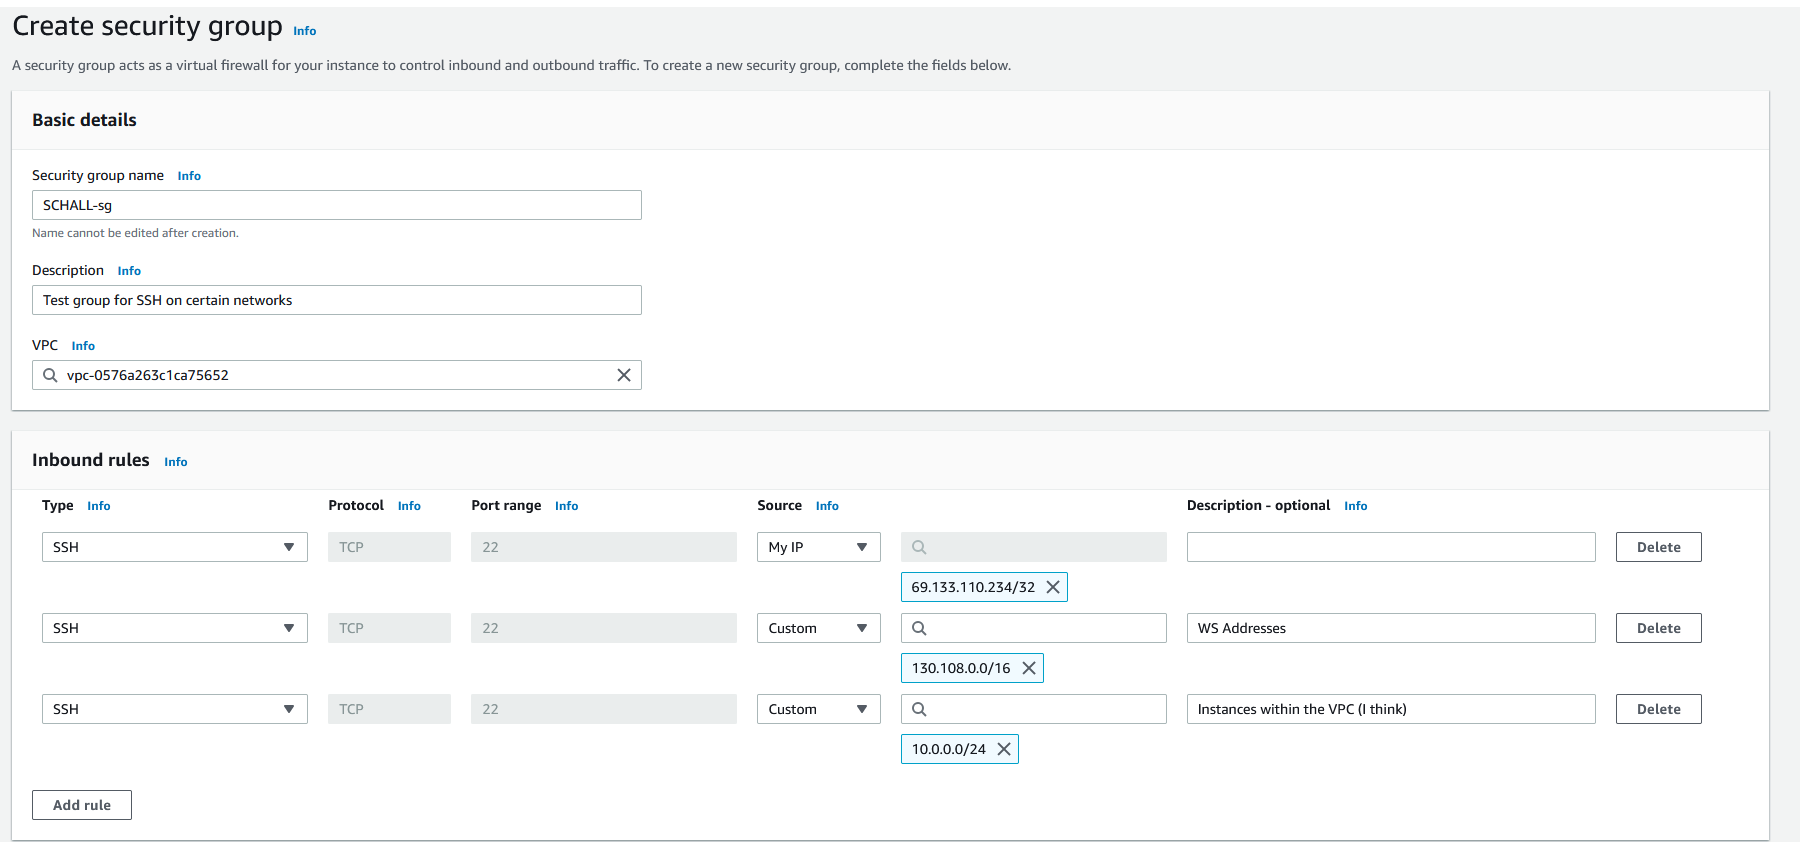 Create security group Info
A security group acts as a virtual firewall for your instance to control inbound and outbound traffic. To create a new security group, complete the fields below.
Basic details
Security group name Info
SCHALL-sg
Name cannot be edited after creation.
Description Info
Test group for SSH on certain networks
VPC Info
vpc-0576a263c1ca75652
Inbound rules Info
Type Info Protocol Info Port range Info Source Info Description - optional Info
SSH TCP 22 My IP Delete
69.133.110.234/32
SSH TCP 22 Custom WS Addresses Delete
130.108.0.0/16
SSH TCP 22 Custom Instances within the VPC (I think) Delete
10.0.0.0/24
Add rule